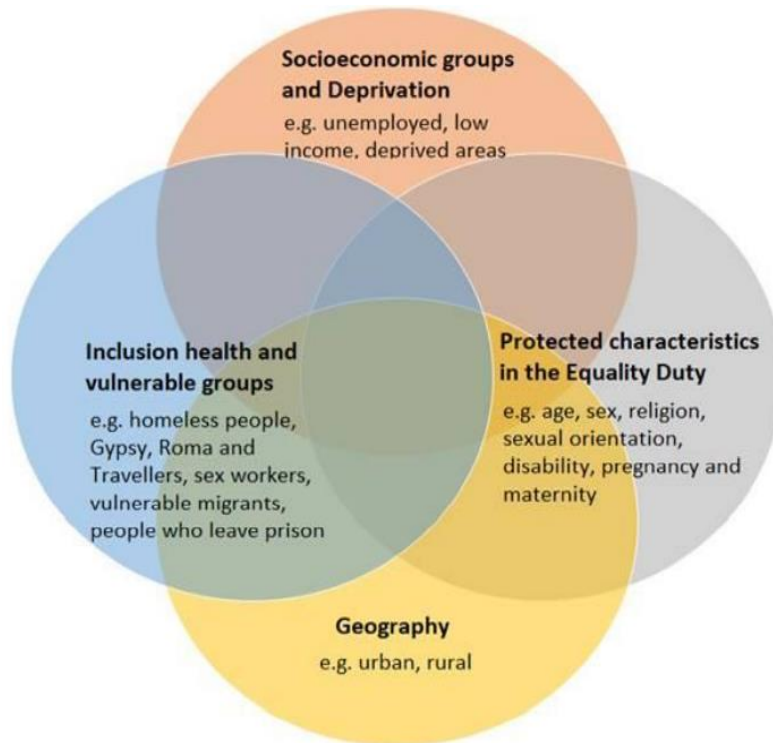 Socioeconomic groups
and Deprivation
e.g. unemployed, low
income, deprived areas
Inclusion health and
vulnerable groups
e.g. homeless people,
Gypsy, Roma and
Travellers, sex workers,
vulnerable migrants,
people who leave prison
Protected characteristics
in the Equality Duty
e.g. age, sex, religion,
sexual orientation,
disability, pregnancy and
maternity
Geography
e.g. urban, rural